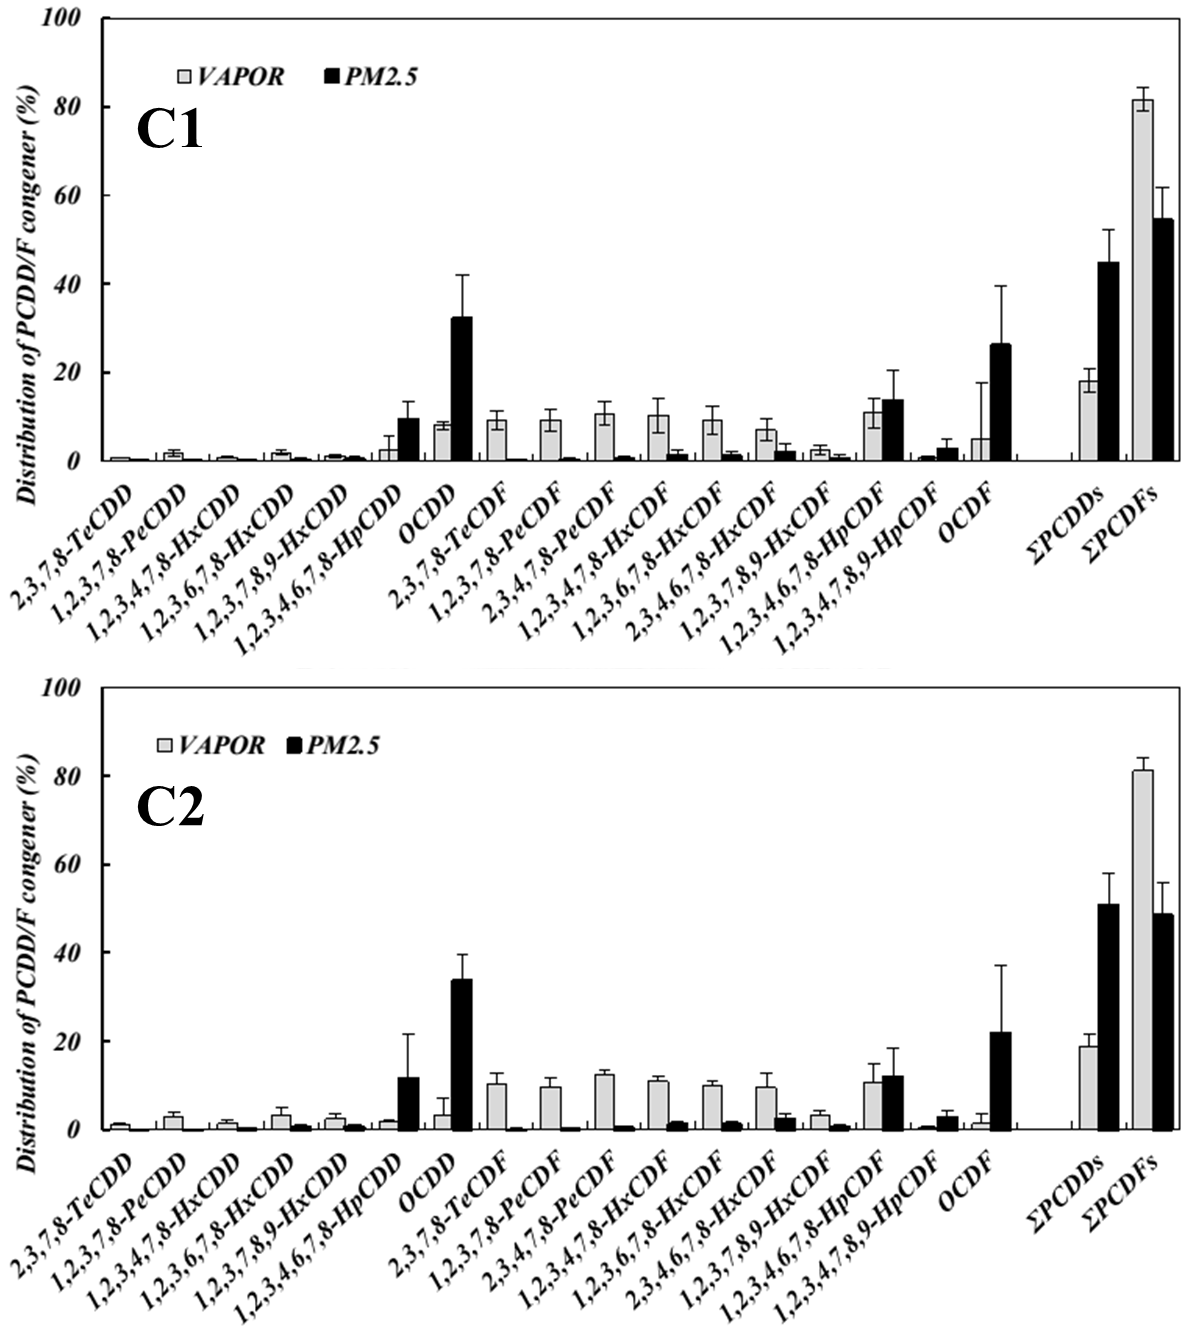 100
80
60
40
20
0
Distribution of PCDD/F congener (%)
VAPOR PM2.5
C1
2,3,7,8-TeCDD
1,2,3,7,8-PeCDD
1,2,3,4,7,8-HxCDD
1,2,3,6,7,8-HxCDD
1,2,3,7,8,9-HxCDD
1,2,3,4,6,7,8-HpCDD
OCDD
2,3,7,8-TeCDF
1,2,3,7,8-PeCDF
2,3,4,7,8-PeCDF
1,2,3,4,7,8-HxCDF
1,2,3,6,7,8-HxCDF
2,3,4,6,7,8-HxCDF
1,2,3,7,8,9-HxCDF
1,2,3,4,6,7,8-HpCDF
1,2,3,4,7,8,9-HpCDF
OCDF
ΣPCDDs
ΣPCDFs
100
80
60
40
20
0
Distribution of PCDD/F congener (%)
VAPOR PM2.5
C2
2,3,7,8-TeCDD
1,2,3,7,8-PeCDD
1,2,3,4,7,8-HxCDD
1,2,3,6,7,8-HxCDD
1,2,3,7,8,9-HxCDD
1,2,3,4,6,7,8-HpCDD
OCDD
2,3,7,8-TeCDF
1,2,3,7,8-PeCDF
2,3,4,7,8-PeCDF
1,2,3,4,7,8-HxCDF
1,2,3,6,7,8-HxCDF
2,3,4,6,7,8-HxCDF
1,2,3,7,8,9-HxCDF
1,2,3,4,6,7,8-HpCDF
1,2,3,4,7,8,9-HpCDF
OCDF
ΣPCDDs
ΣPCDFs